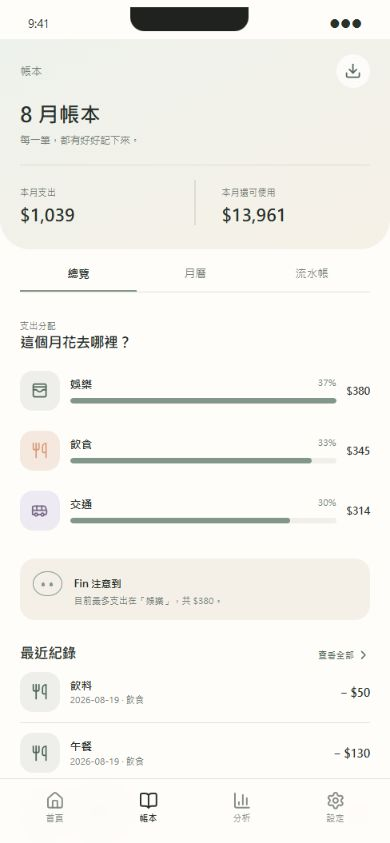 9:41
帳本
8 月帳本
每一筆，都有好好記下來。
本月支出
$1,039
本月還可使用
$13,961
總覽
月曆
流水帳
支出分配
這個月花去哪裡？
娛樂
37%
$380
飲食
33%
$345
交通
30%
$314
Fin 注意到
目前最多支出在「娛樂」，共 $380。
最近紀錄
查看全部
飲料
2026-08-19 · 飲食
− $50
午餐
2026-08-19 · 飲食
− $130
首頁
帳本
分析
設定